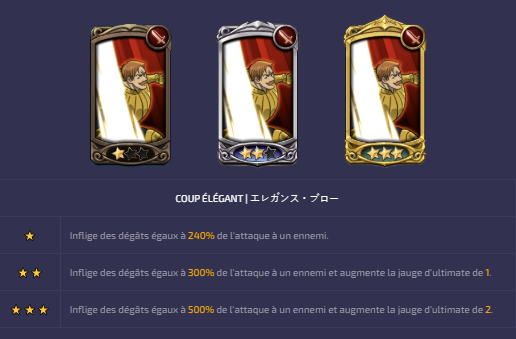 COUP ÉLÉGANT | エレガンス・ブロー
Inflige des dégâts égaux à 240% de l'attaque à un ennemi.
Inflige des dégâts égaux à 300% de l'attaque à un ennemi et augmente la jauge d'ultimate de 1.
Inflige des dégâts égaux à 500% de l'attaque à un ennemi et augmente la jauge d'ultimate de 2.